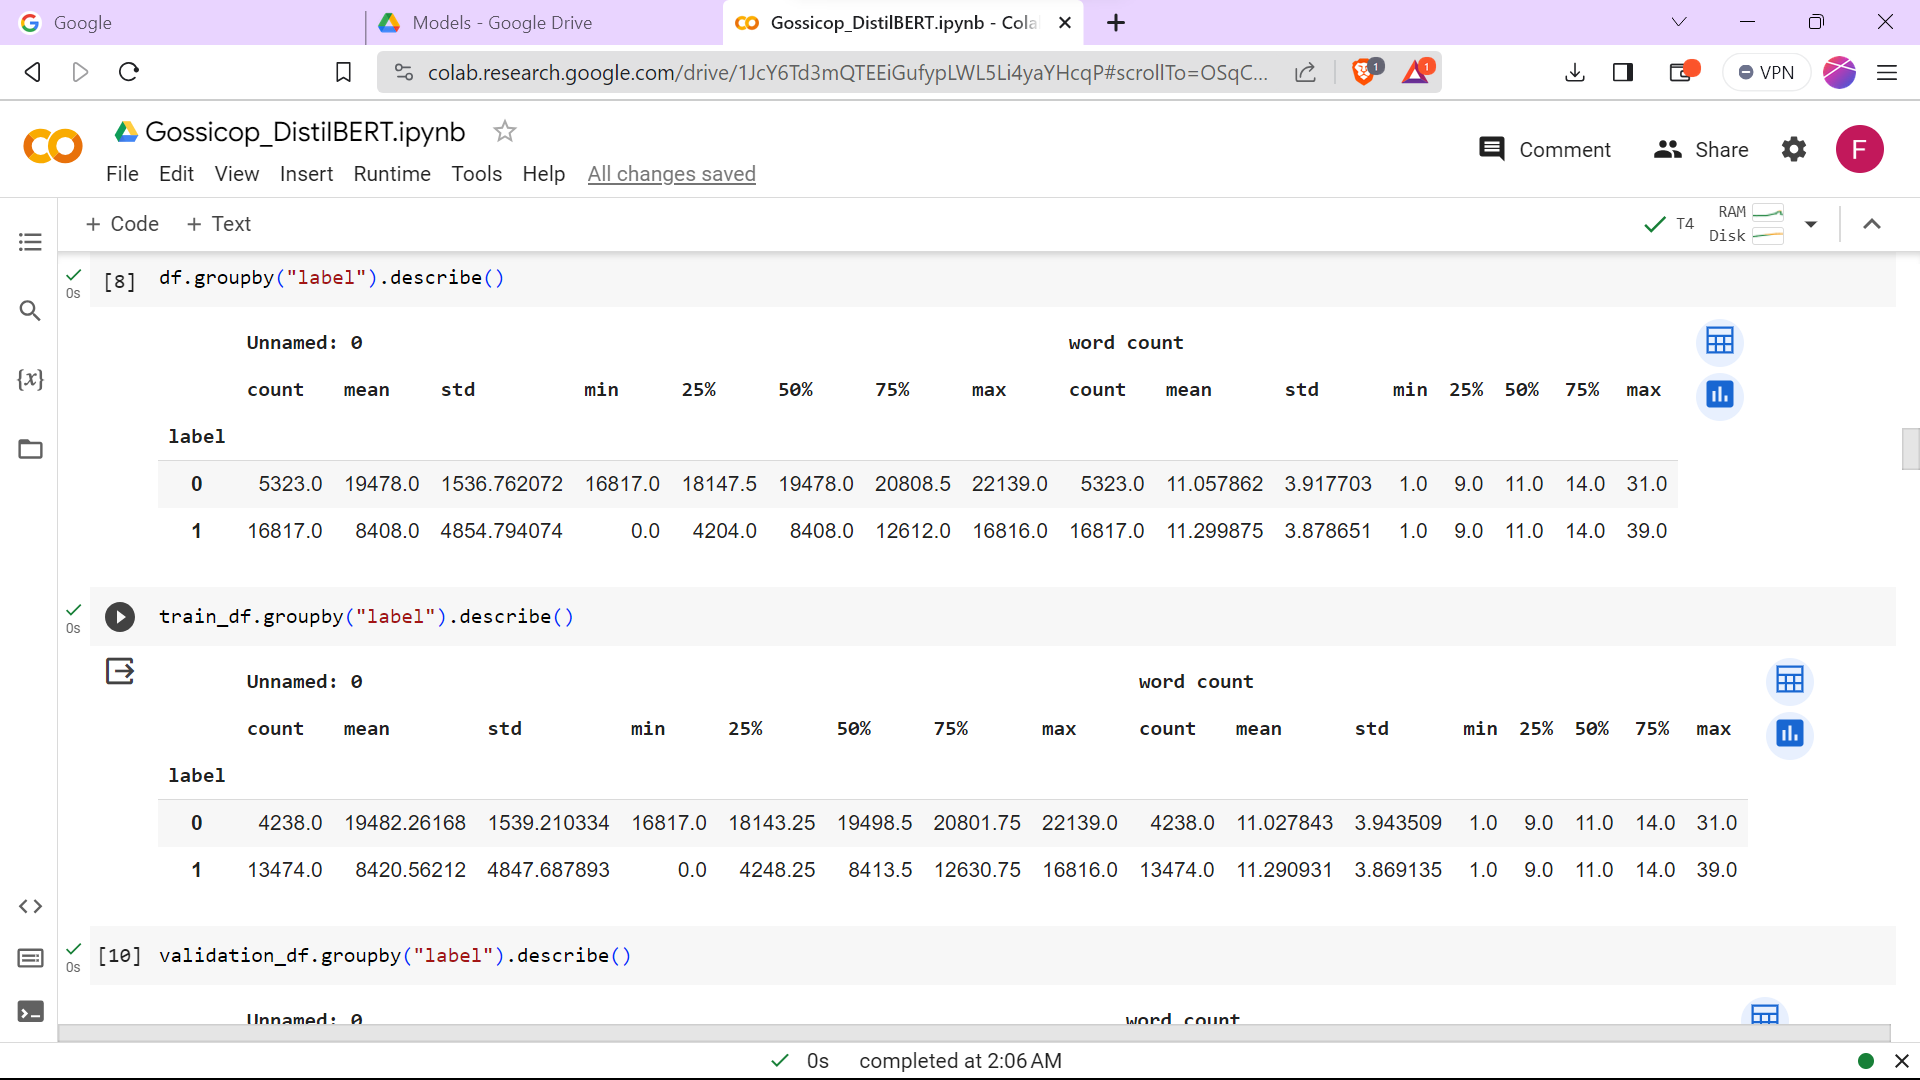 Google
Models - Google Drive
Gossicop_DistilBERT.ipynb - Cola
colab.research.google.com/drive/1JcY6Td3mQTEEiGufypLWL5Li4yaYHcqP#scrollTo=OSqC...
1
1
VPN
Gossicop_DistilBERT.ipynb
File Edit View Insert Runtime Tools Help All changes saved
Comment
Share
F
+ Code + Text
T4
RAM
Disk
0s
[8] df.groupby("label").describe()
Unnamed: 0 word count
count mean std min 25% 50% 75% max count mean std min 25% 50% 75% max
label
0 5323.0 19478.0 1536.762072 16817.0 18147.5 19478.0 20808.5 22139.0 5323.0 11.057862 3.917703 1.0 9.0 11.0 14.0 31.0
1 16817.0 8408.0 4854.794074 0.0 4204.0 8408.0 12612.0 16816.0 16817.0 11.299875 3.878651 1.0 9.0 11.0 14.0 39.0
0s
train_df.groupby("label").describe()
Unnamed: 0 word count
count mean std min 25% 50% 75% max count mean std min 25% 50% 75% max
label
0 4238.0 19482.26168 1539.210334 16817.0 18143.25 19498.5 20801.75 22139.0 4238.0 11.027843 3.943509 1.0 9.0 11.0 14.0 31.0
1 13474.0 8420.56212 4847.687893 0.0 4248.25 8413.5 12630.75 16816.0 13474.0 11.290931 3.869135 1.0 9.0 11.0 14.0 39.0
0s
[10] validation_df.groupby("label").describe()
Unnamed: 0 word count
0s completed at 2:06 AM